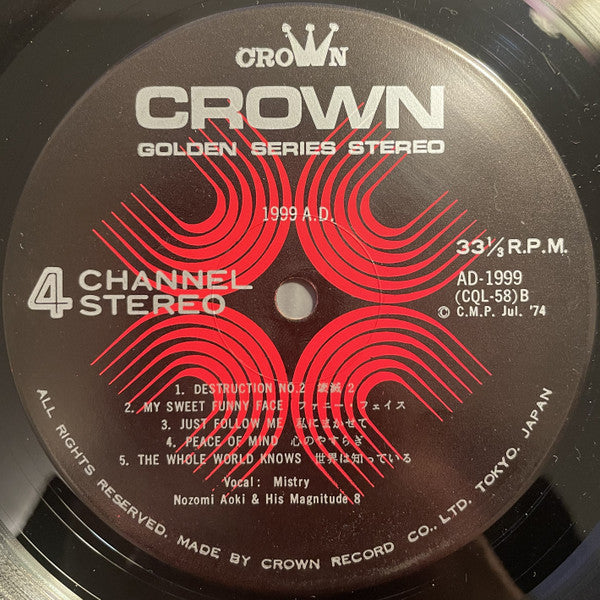 CROWN
CROWN
GOLDEN SERIES STEREO
1999 A.D.
33⅓ R.P.M.
4 CHANNEL STEREO
AD-1999
(CQL-58)B
© C.M.P. Jul. '74
1. DESTRUCTION NO.2 壊滅 2
2. MY SWEET FUNNY FACE ファニー・フェイス
3. JUST FOLLOW ME 私にまかせて
4. PEACE OF MIND 心のやすらぎ
5. THE WHOLE WORLD KNOWS 世界は知っている
Vocal: Mistry
Nozomi Aoki & His Magnitude 8
ALL RIGHTS RESERVED. MADE BY CROWN RECORD CO., LTD. TOKYO. JAPAN